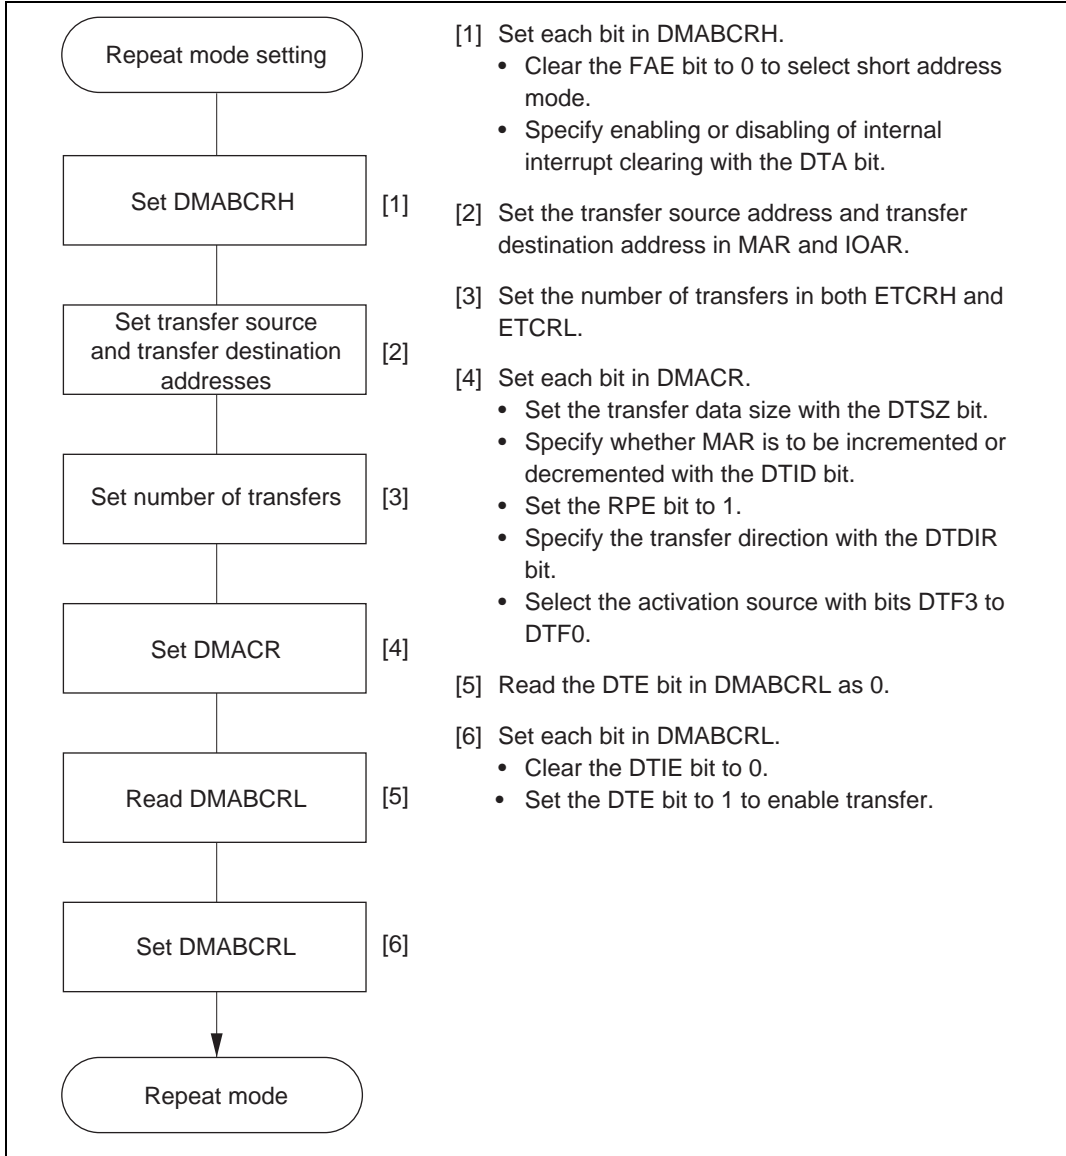 Repeat mode setting
Set DMABCRH
[1]
Set transfer source
and transfer destination
addresses
[2]
Set number of transfers
[3]
Set DMACR
[4]
Read DMABCRL
[5]
Set DMABCRL
[6]
Repeat mode
[1] Set each bit in DMABCRH.
• Clear the FAE bit to 0 to select short address
mode.
• Specify enabling or disabling of internal
interrupt clearing with the DTA bit.
[2] Set the transfer source address and transfer
destination address in MAR and IOAR.
[3] Set the number of transfers in both ETCRH and
ETCRL.
[4] Set each bit in DMACR.
• Set the transfer data size with the DTSZ bit.
• Specify whether MAR is to be incremented or
decremented with the DTID bit.
• Set the RPE bit to 1.
• Specify the transfer direction with the DTDIR
bit.
• Select the activation source with bits DTF3 to
DTF0.
[5] Read the DTE bit in DMABCRL as 0.
[6] Set each bit in DMABCRL.
• Clear the DTIE bit to 0.
• Set the DTE bit to 1 to enable transfer.